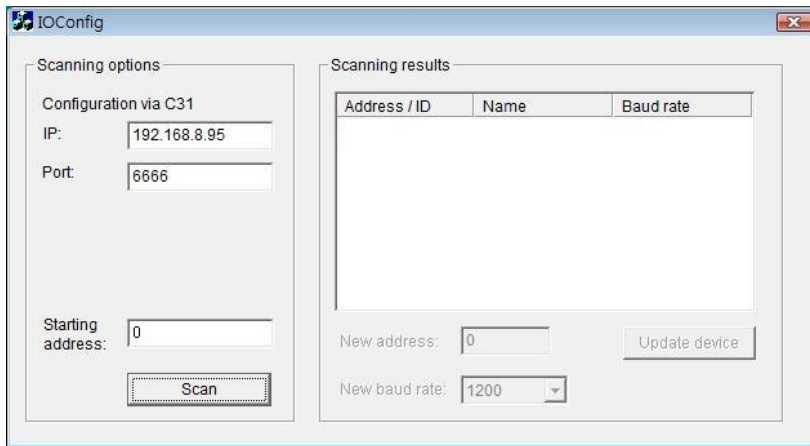 IOConfig
Scanning options
Configuration via C31
IP: 192.168.8.95
Port: 6666
Starting address: 0
Scan
Scanning results
Address / ID Name Baud rate
New address: 0 Update device
New baud rate: 1200